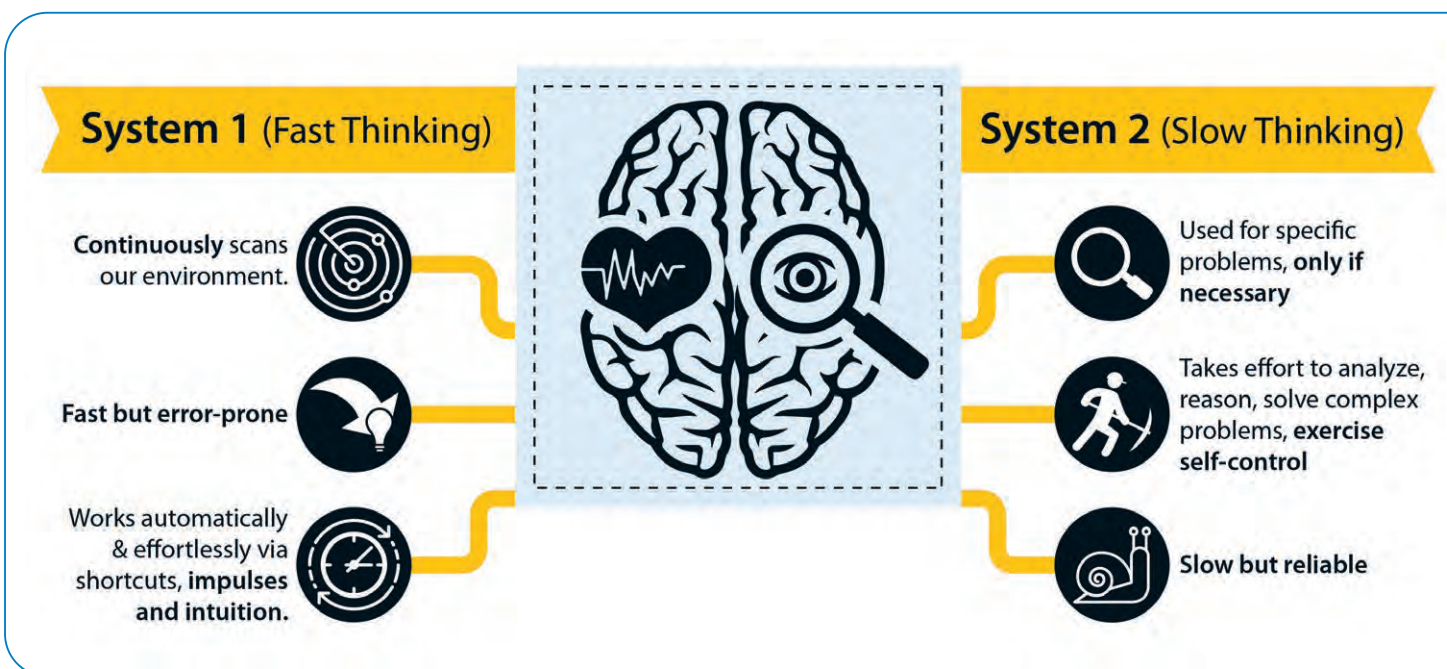 System 1 (Fast Thinking)
Continuously scans
our environment.
Fast but error-prone
Works automatically
& effortlessly via
shortcuts, impulses
and intuition.
System 2 (Slow Thinking)
Used for specific
problems, only if
necessary
Takes effort to analyze,
reason, solve complex
problems, exercise
self-control
Slow but reliable